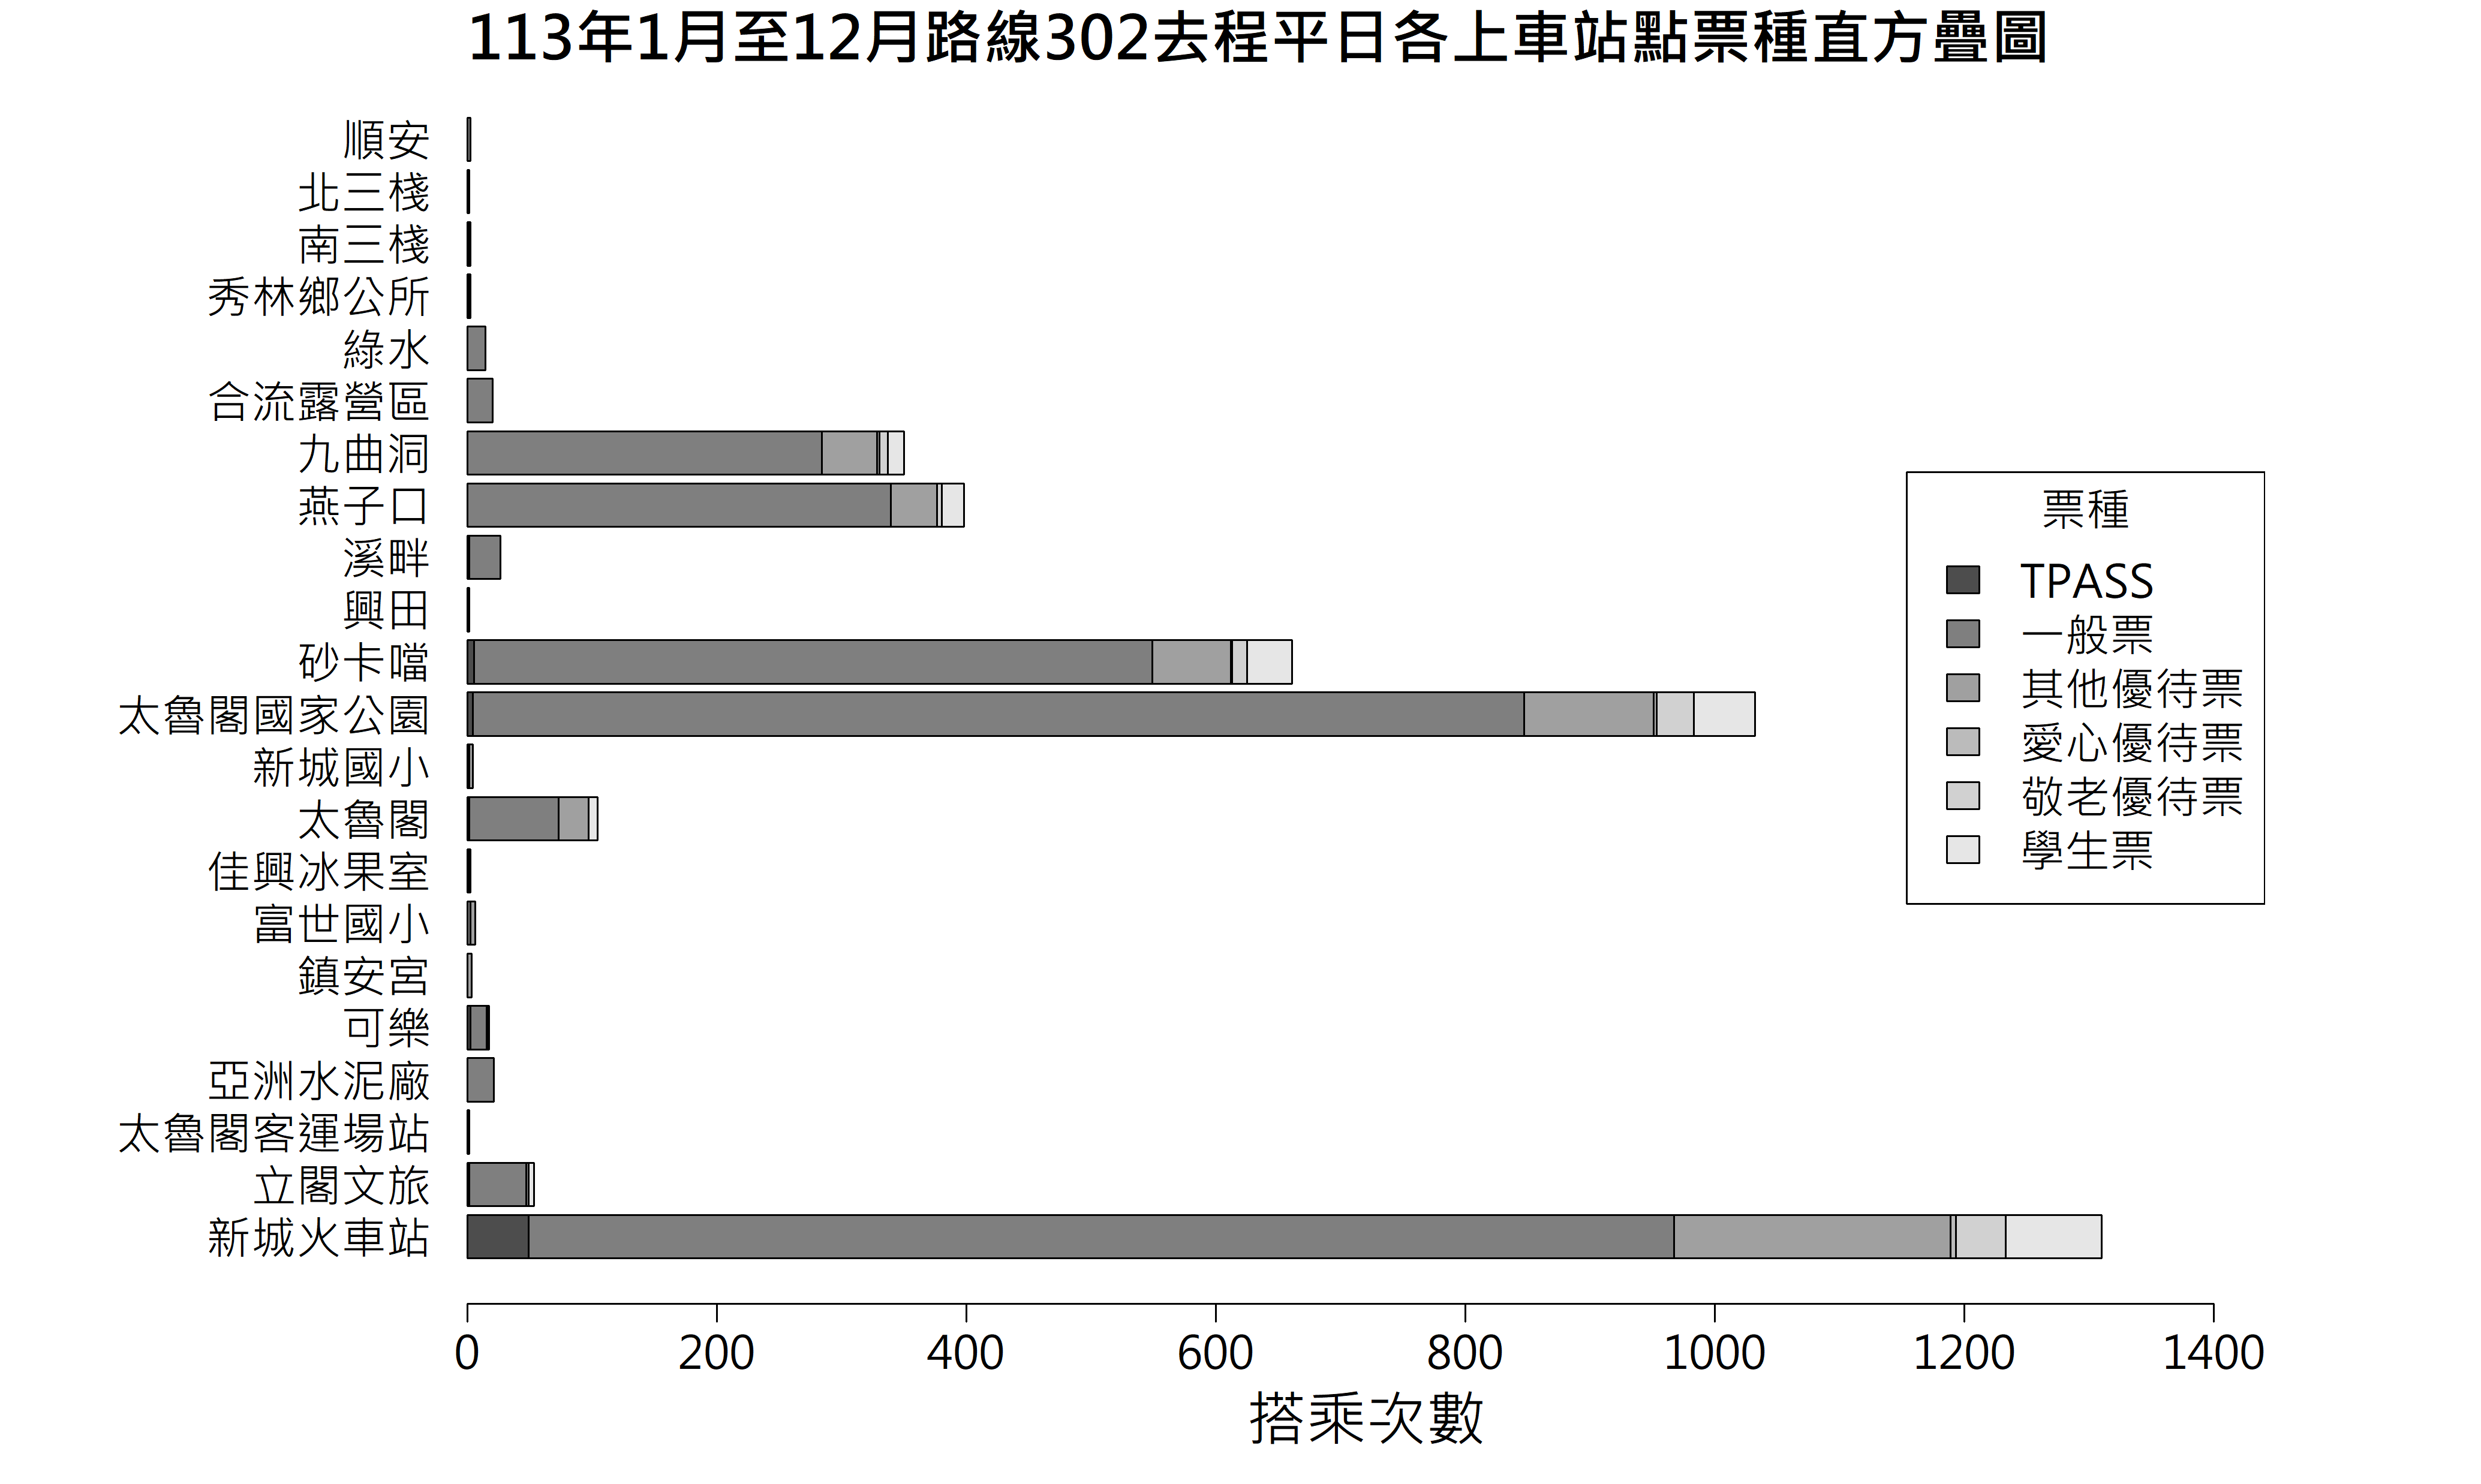 113年1月至12月路線302去程平日各上車站點票種直方疊圖
順安
北三棧
南三棧
秀林鄉公所
綠水
合流露營區
九曲洞
燕子口
溪畔
興田
砂卡噹
太魯閣國家公園
新城國小
太魯閣
佳興冰果室
富世國小
鎮安宮
可樂
亞洲水泥廠
太魯閣客運場站
立閣文旅
新城火車站
票種
TPASS
一般票
其他優待票
愛心優待票
敬老優待票
學生票
0 200 400 600 800 1000 1200 1400
搭乘次數